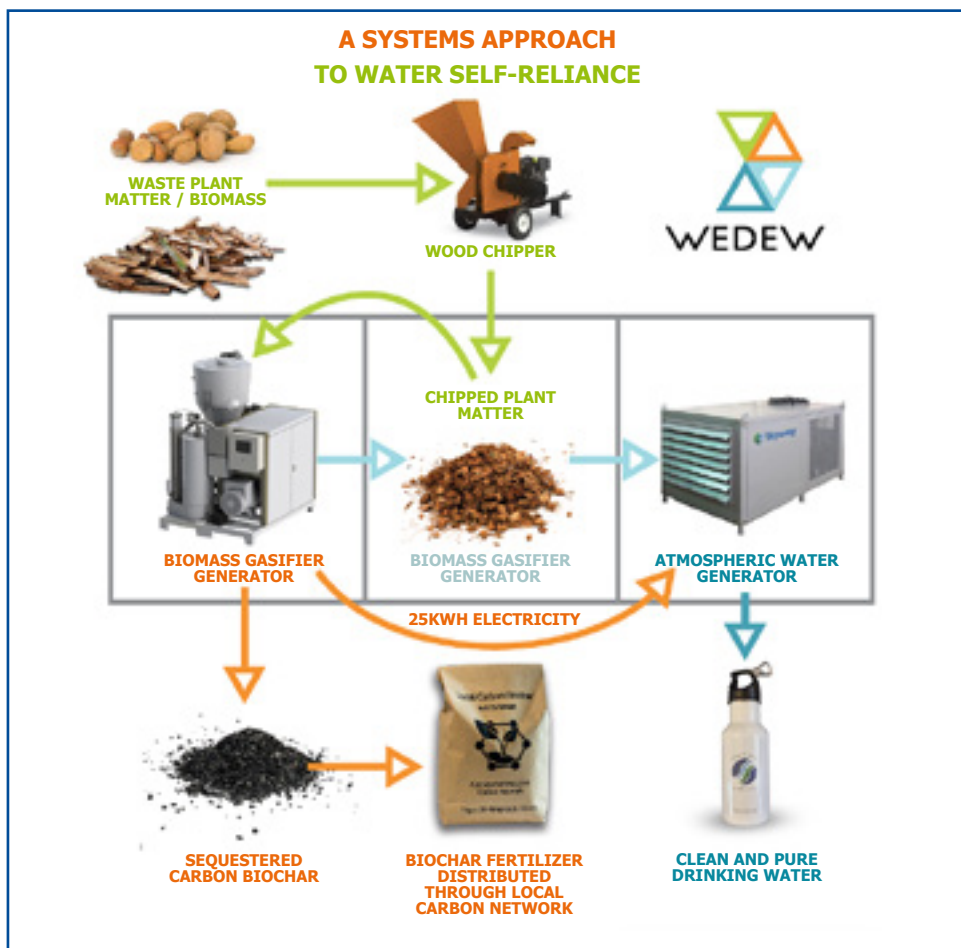 A SYSTEMS APPROACH
TO WATER SELF-RELIANCE
WASTE PLANT
MATTER / BIOMASS
WOOD CHIPPER
WEDEW
CHIPPED PLANT
MATTER
BIOMASS GASIFIER
GENERATOR
BIOMASS GASIFIER
GENERATOR
ATMOSPHERIC WATER
GENERATOR
25KWH ELECTRICITY
SEQUESTERED
CARBON BIOCHAR
BIOCHAR FERTILIZER
DISTRIBUTED
THROUGH LOCAL
CARBON NETWORK
CLEAN AND PURE
DRINKING WATER